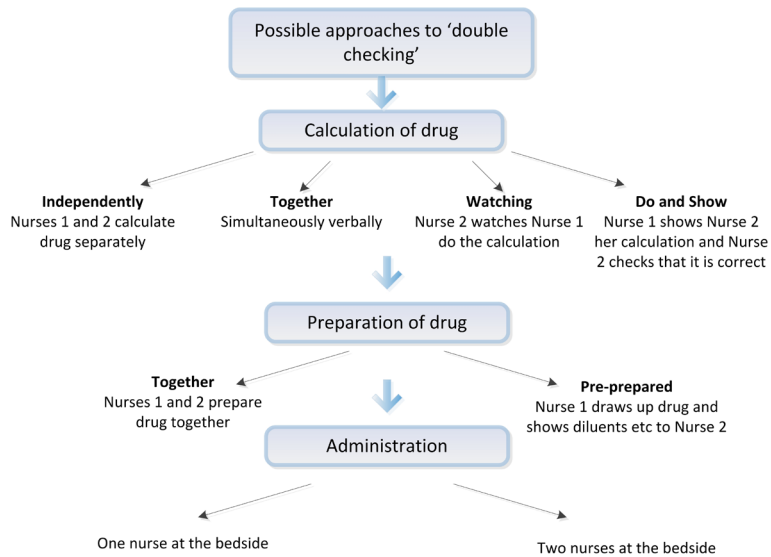 Possible approaches to ‘double
checking’
Calculation of drug
Independently
Nurses 1 and 2 calculate
drug separately
Together
Simultaneously verbally
Watching
Nurse 2 watches Nurse 1
do the calculation
Do and Show
Nurse 1 shows Nurse 2
her calculation and Nurse
2 checks that it is correct
Preparation of drug
Together
Nurses 1 and 2 prepare
drug together
Pre-prepared
Nurse 1 draws up drug and
shows diluents etc to Nurse 2
Administration
One nurse at the bedside
Two nurses at the bedside